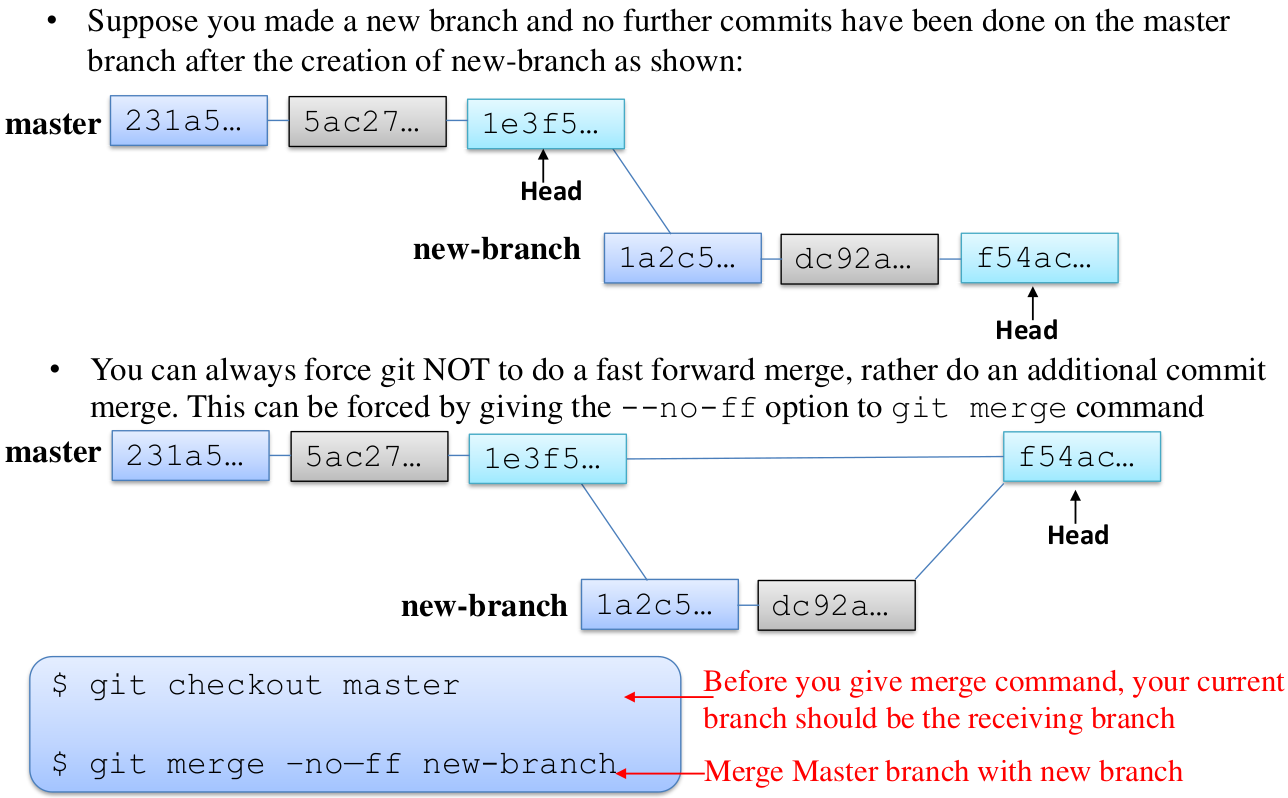 • Suppose you made a new branch and no further commits have been done on the master
branch after the creation of new-branch as shown:
master 231a5… 5ac27… 1e3f5…
Head
new-branch 1a2c5… dc92a… f54ac…
Head
• You can always force git NOT to do a fast forward merge, rather do an additional commit
merge. This can be forced by giving the --no-ff option to git merge command
master 231a5… 5ac27… 1e3f5… f54ac…
Head
new-branch 1a2c5… dc92a…
$ git checkout master
Before you give merge command, your current
branch should be the receiving branch
$ git merge –no—ff new-branch
Merge Master branch with new branch